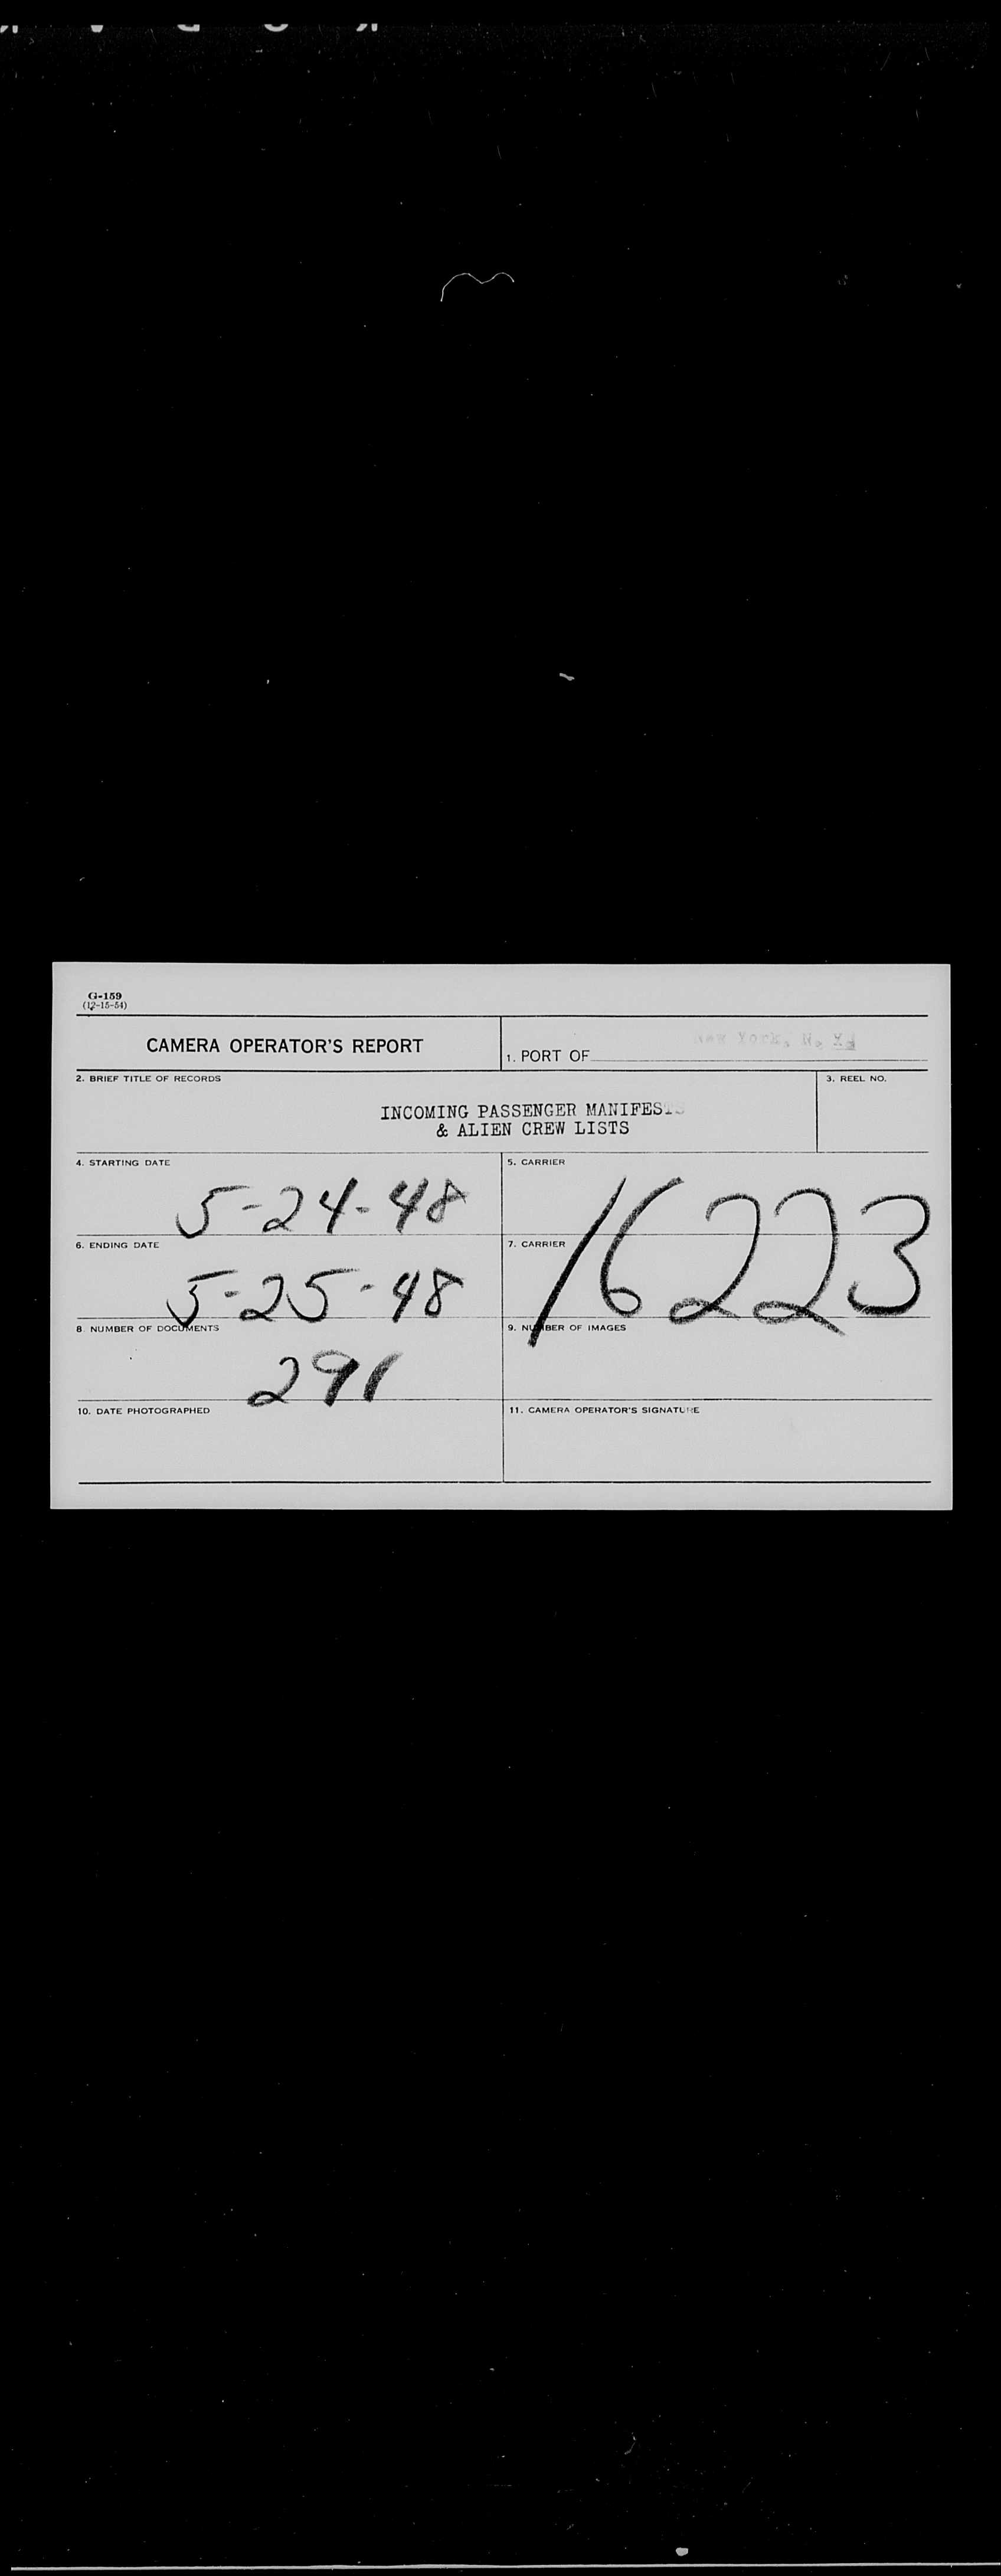 G-159
(12-15-54)
CAMERA OPERATOR'S REPORT
1. PORT OF New York, N. Y.
2. BRIEF TITLE OF RECORDS
3. REEL NO.
INCOMING PASSENGER MANIFESTS
& ALIEN CREW LISTS
4. STARTING DATE
5-24-48
5. CARRIER
16223
6. ENDING DATE
5-25-48
7. CARRIER
8. NUMBER OF DOCUMENTS
291
9. NUMBER OF IMAGES
10. DATE PHOTOGRAPHED
11. CAMERA OPERATOR'S SIGNATURE